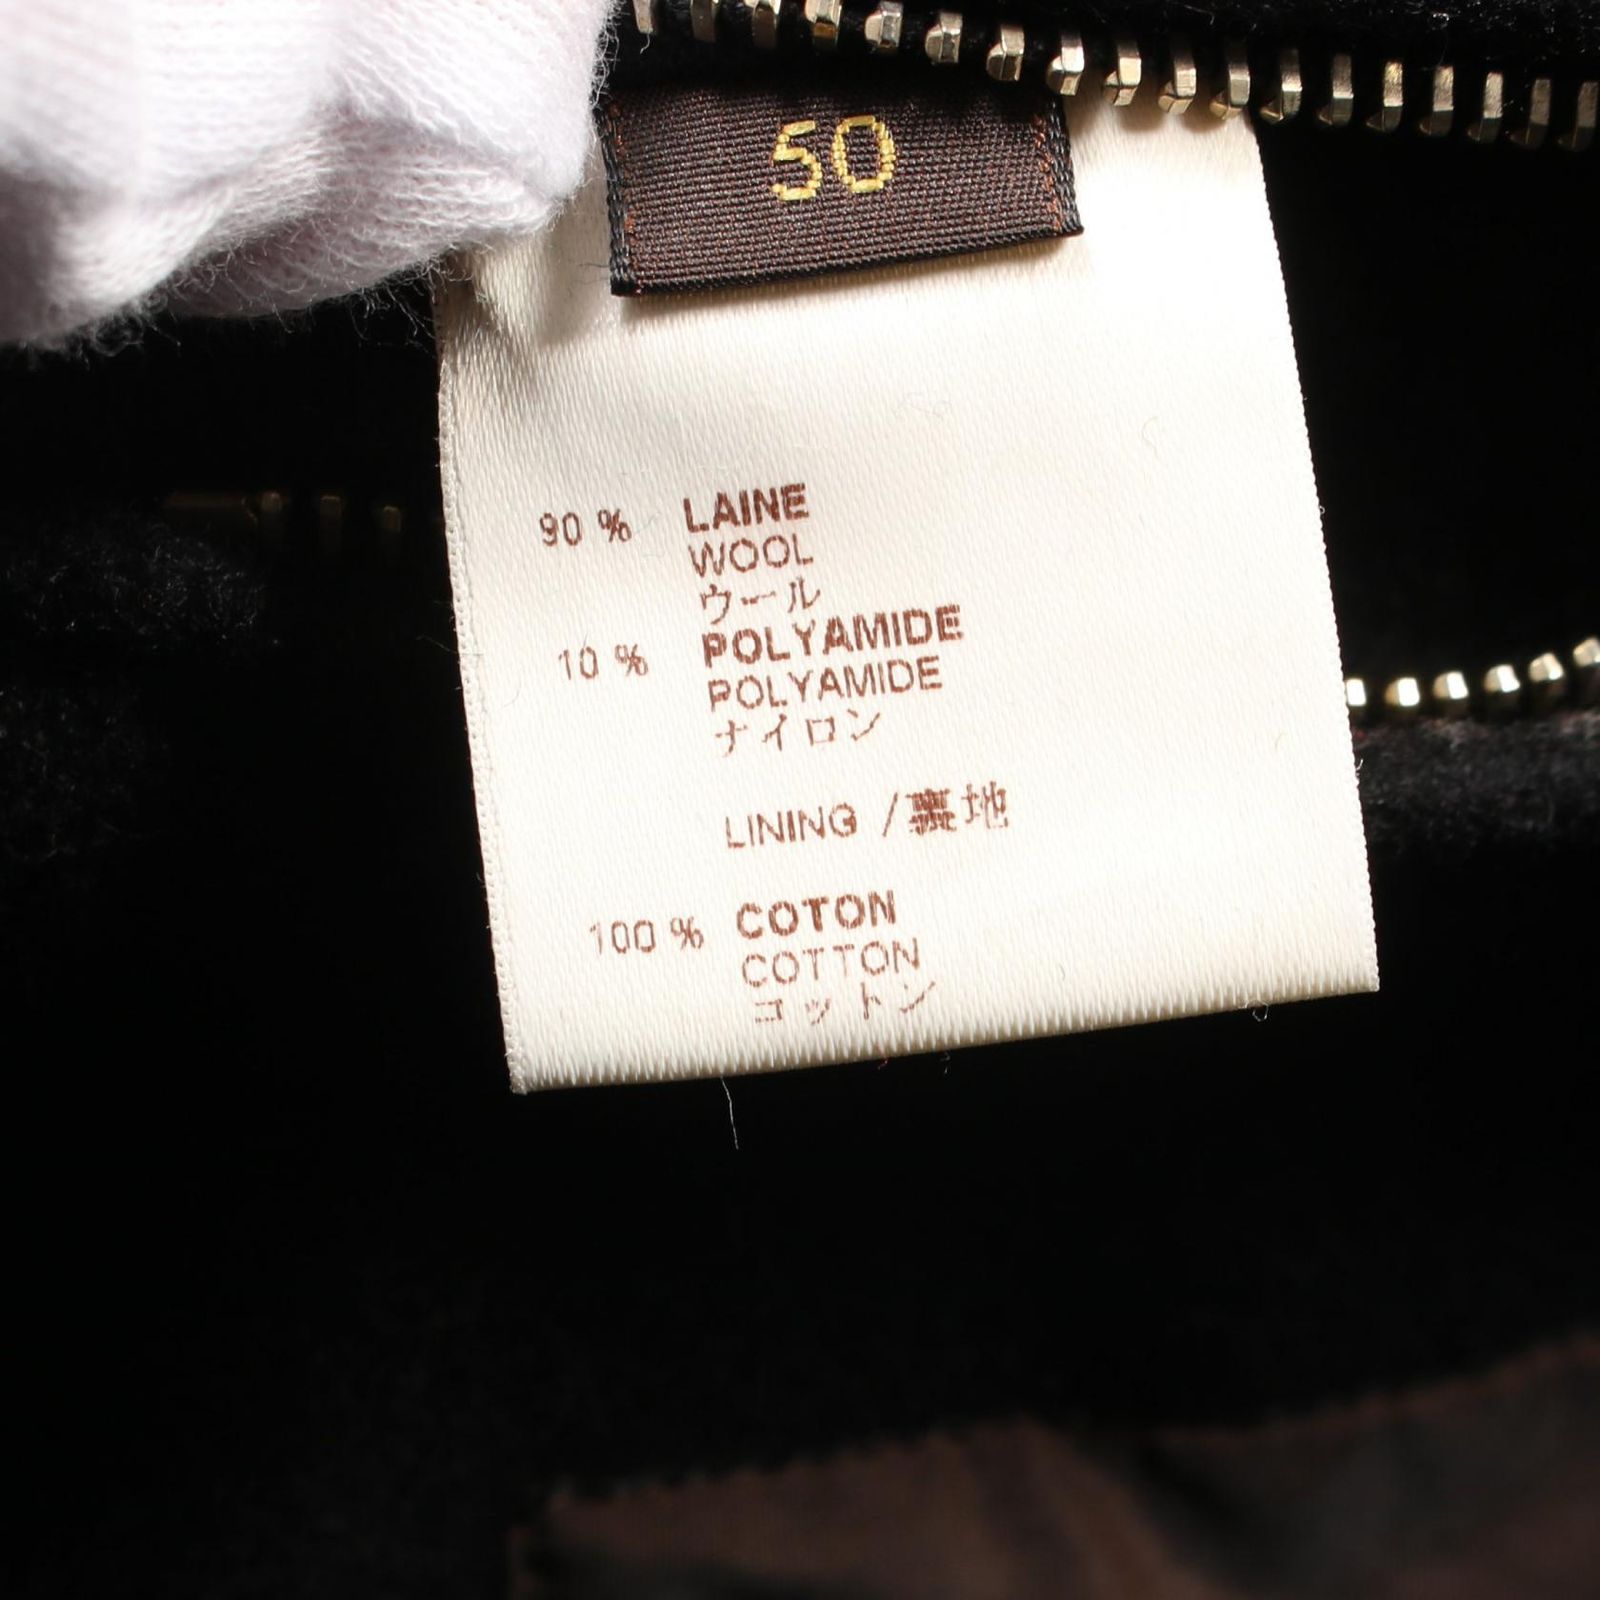 50
90 % LAINE
WOOL
ウール
10 % POLYAMIDE
POLYAMIDE
ナイロン
LINING / 裏地
100 % COTON
COTTON
コットン